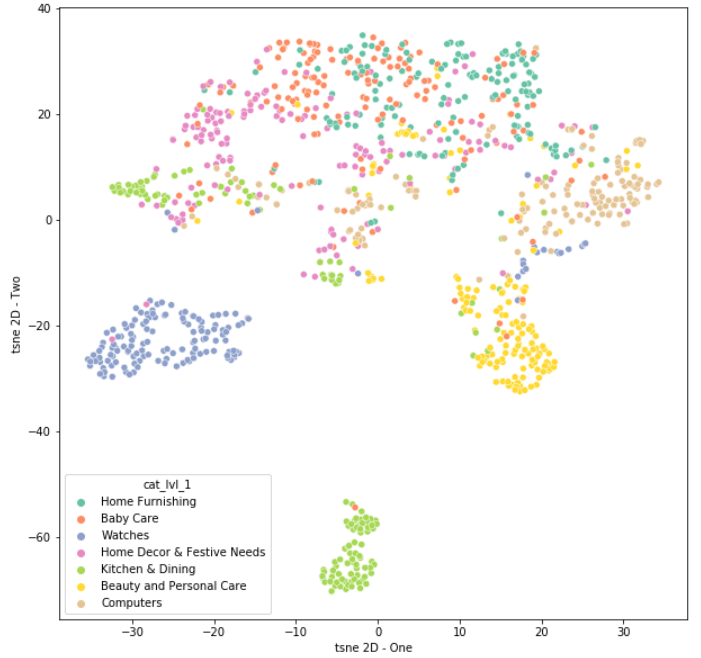 40
20
0
−20
−40
−60
tsne 2D - Two
cat_lvl_1
Home Furnishing
Baby Care
Watches
Home Decor & Festive Needs
Kitchen & Dining
Beauty and Personal Care
Computers
−30 −20 −10 0 10 20 30
tsne 2D - One